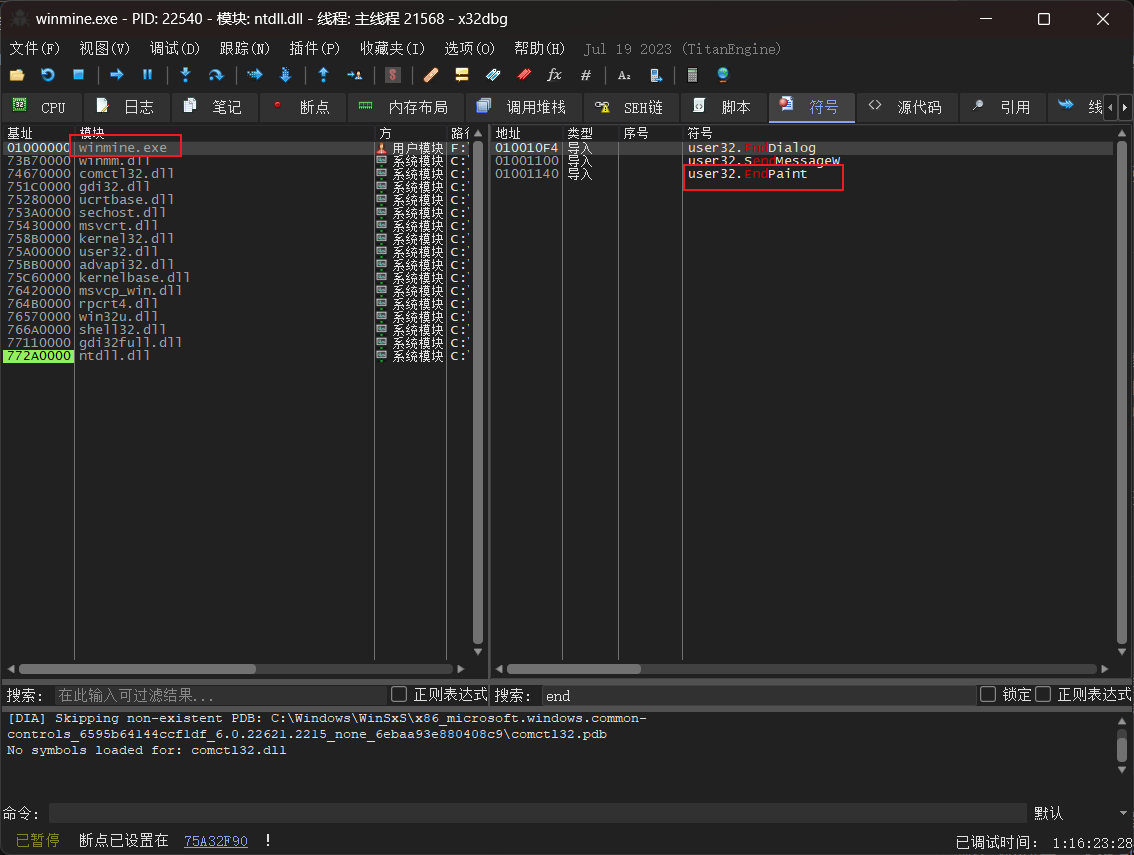 winmine.exe - PID: 22540 - 模块: ntdll.dll - 线程: 主线程 21568 - x32dbg
文件(F) 视图(V) 调试(D) 跟踪(N) 插件(P) 收藏夹(I) 选项(O) 帮助(H) Jul 19 2023 (TitanEngine)
CPU 日志 笔记 断点 内存布局 调用堆栈 SEH链 脚本 符号 源代码 引用 线
基址 模块 方 路径 地址 类型 序号 符号
01000000 winmine.exe 用户模块 F: 010010F4 导入 user32.EndDialog
73B70000 winmm.dll 系统模块 C: 01001100 导入 user32.SendMessageW
74670000 comctl32.dll 系统模块 C: 01001140 导入 user32.EndPaint
751C0000 gdi32.dll 系统模块 C:
75280000 ucrtbase.dll 系统模块 C:
753A0000 sechost.dll 系统模块 C:
75430000 msvcrt.dll 系统模块 C:
758B0000 kernel32.dll 系统模块 C:
75A00000 user32.dll 系统模块 C:
75BB0000 advapi32.dll 系统模块 C:
75C60000 kernelbase.dll 系统模块 C:
76420000 msvcp_win.dll 系统模块 C:
764B0000 rpcrt4.dll 系统模块 C:
76570000 win32u.dll 系统模块 C:
766A0000 shell32.dll 系统模块 C:
77110000 gdi32full.dll 系统模块 C:
772A0000 ntdll.dll 系统模块 C:
搜索: 在此输入可过滤结果... 正则表达式 搜索: end 锁定 正则表达式
[DIA] Skipping non-existent PDB: C:\Windows\WinSxS\x86_microsoft.windows.common-
controls_6595b64144ccf1df_6.0.22621.2215_none_6ebaa93e880408c9\comctl32.pdb
No symbols loaded for: comctl32.dll
命令: 默认
已暂停 断点已设置在 75A32F90 ! 已调试时间: 1:16:23:28